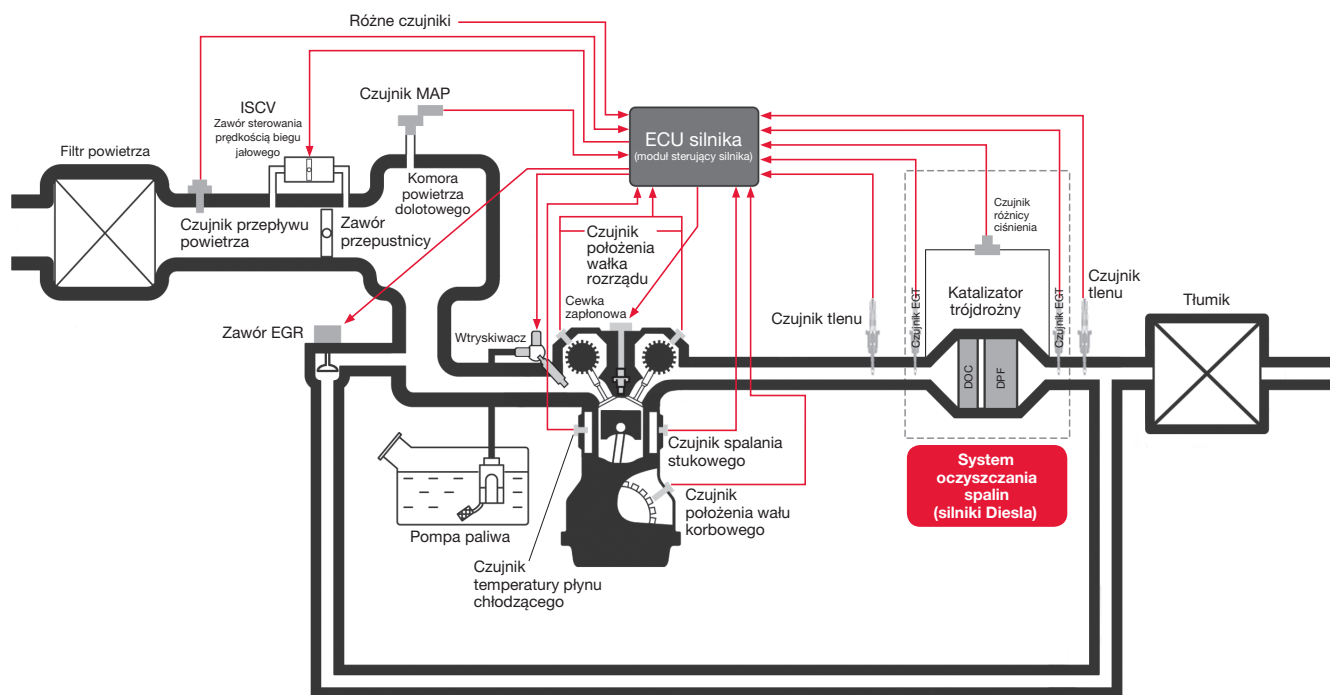 Różne czujniki
ISCV
Zawór sterowania
prędkością biegu
jałowego
Czujnik MAP
Filtr powietrza
ECU silnika
(moduł sterujący silnika)
Komora
powietrza
dolotowego
Czujnik przepływu
powietrza
Zawór
przepustnicy
Czujnik
położenia
wałka
rozrządu
Czujnik
różnicy
ciśnienia
Cewka
zapłonowa
Zawór EGR
Wtryskiwacz
Czujnik tlenu
Czujnik EGT
Katalizator
trójdrożny
Czujnik EGT
Czujnik
tlenu
Tłumik
DOC
DPF
Czujnik spalania
stukowego
Czujnik
położenia wału
korbowego
Pompa paliwa
Czujnik
temperatury płynu
chłodzącego
System
oczyszczania
spalin
(silniki Diesla)